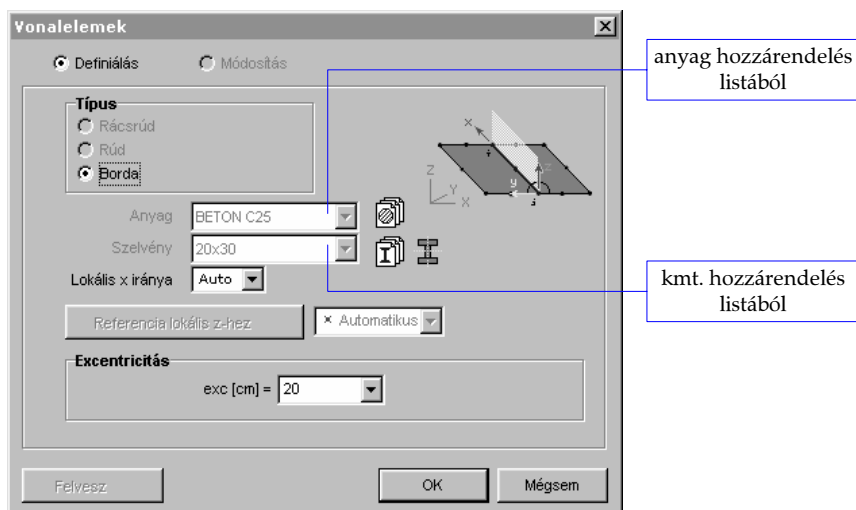 Vonalelemek
Definiálás Módosítás
anyag hozzárendelés
listából
Típus
Rácsrúd
Rúd
Borda
Anyag BETON C25
Szelvény 20x30
Lokális x iránya Auto
kmt. hozzárendelés
listából
Referencia lokális z-hez × Automatikus
Excentricitás
exc [cm] = 20
Felvesz OK Mégsem
x
z
y
i
j
Z
Y
X